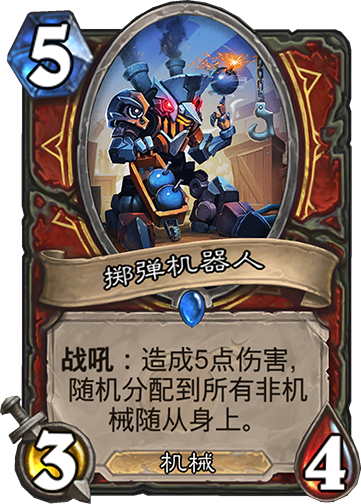 5
掷弹机器人
战吼：造成5点伤害，
随机分配到所有非机
械随从身上。
3
机械
4